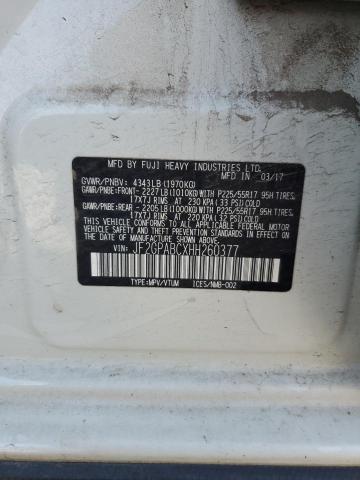 MFD BY FUJI HEAVY INDUSTRIES LTD.
GVWR/PNBV: 4343LB(1970KG) MFD IN 03/17
GAWR/PNBE:FRONT- 2227LB(1010KG)WITH P225/55R17 95H TIRES,
17X7J RIMS AT 230 KPA(33 PSI)COLD
GAWR/PNBE:REAR - 2205LB(1000KG)WITH P225/55R17 95H TIRES,
17X7J RIMS AT 220 KPA(32 PSI)COLD
THIS VEHICLE CONFORMS TO ALL APPLICABLE FEDERAL MOTOR
VEHICLE SAFETY AND THEFT PREVENTION STANDARDS IN
EFFECT ON THE DATE OF MANUFACTURE SHOWN ABOVE.
VIN: JF2GPABCXHH260377
TYPE:MPV/VTUM ICES/NMB-002